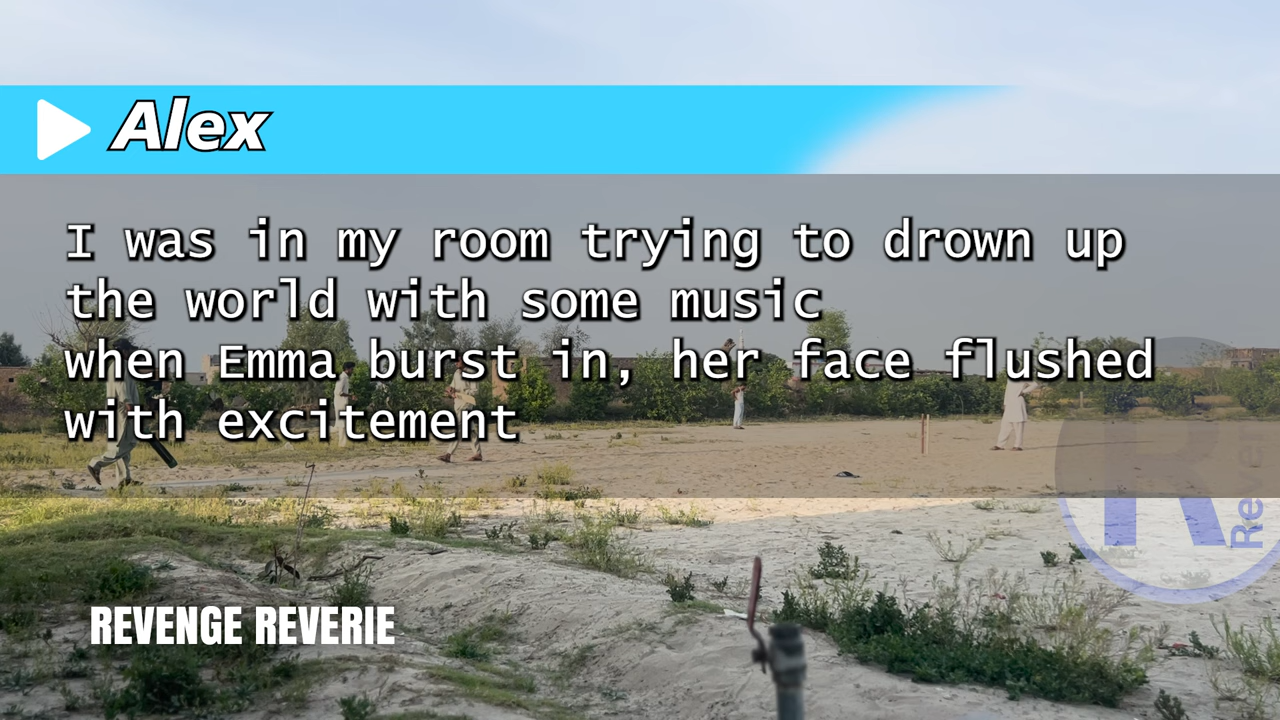 Alex
I was in my room trying to drown up
the world with some music
when Emma burst in, her face flushed
with excitement
REVENGE REVERIE
R